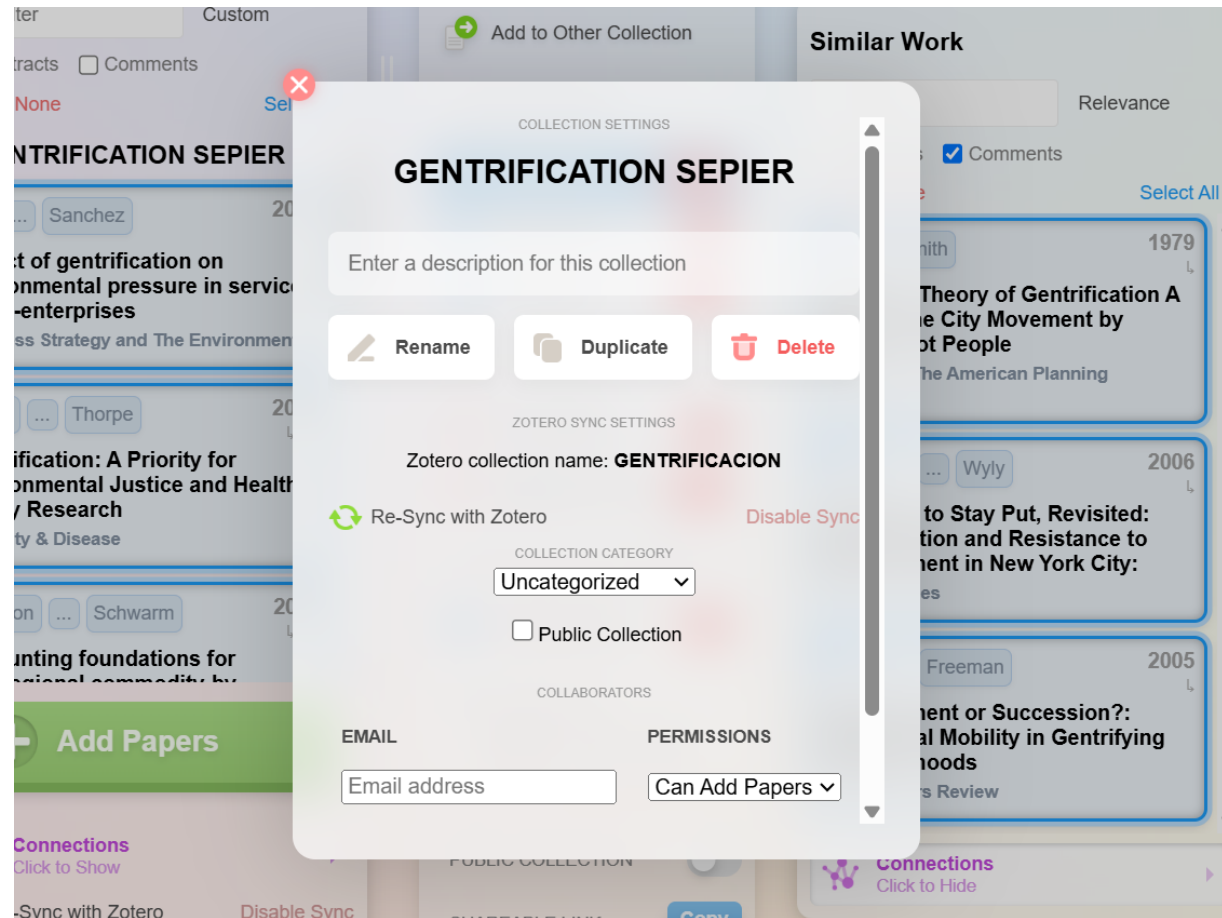 Custom
Comments
None
NTRIFICATION SEPIER
... Sanchez
ct of gentrification on
onmental pressure in service
-enterprises
ss Strategy and The Environment
... Thorpe
ification: A Priority for
onmental Justice and Health
y Research
ty & Disease
on ... Schwarm
unting foundations for
Add Papers
Connections
Click to Show
-Sync with Zotero
Disable Sync
Add to Other Collection
COLLECTION SETTINGS
GENTRIFICATION SEPIER
Enter a description for this collection
Rename
Duplicate
Delete
ZOTERO SYNC SETTINGS
Zotero collection name: GENTRIFICACION
Re-Sync with Zotero
Disable Sync
COLLECTION CATEGORY
Uncategorized
Public Collection
COLLABORATORS
EMAIL
PERMISSIONS
Email address
Can Add Papers
PUBLIC COLLECTION
Copy
Similar Work
Relevance
Comments
Select All
1979
Theory of Gentrification A
e City Movement by
ot People
The American Planning
... Wyly
2006
to Stay Put, Revisited:
tion and Resistance to
ment in New York City:
es
Freeman
2005
ment or Succession?:
al Mobility in Gentrifying
hoods
rs Review
Connections
Click to Hide